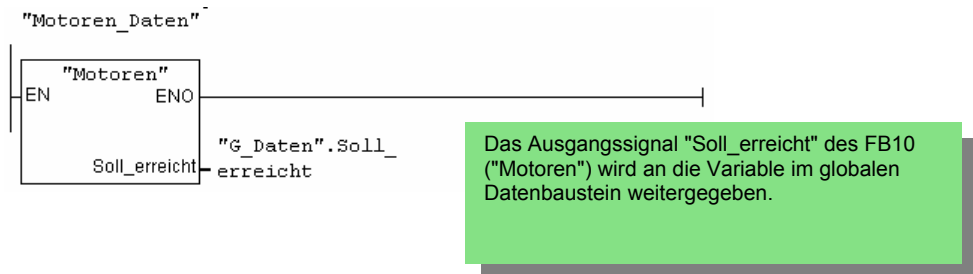 "Motoren_Daten"
"Motoren"
EN ENO
Soll_erreicht
"G_Daten".Soll_
erreicht
Das Ausgangssignal "Soll_erreicht" des FB10
("Motoren") wird an die Variable im globalen
Datenbaustein weitergegeben.